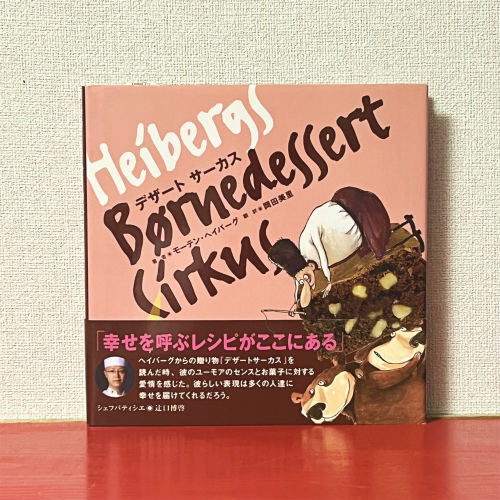 Heibergs
デザート サーカス
Børnedessert
モーテン・ヘイバーグ
岡田美里
Cirkus
「幸せを呼ぶレシピがここにある」
ヘイバーグからの贈り物「デザートサーカス」を
読んだ時、彼のユーモアのセンスとお菓子に対する
愛情を感じた。彼らしい表現は多くの人達に
幸せを届けてくれるだろう。
シェフパティシエ 辻口博啓